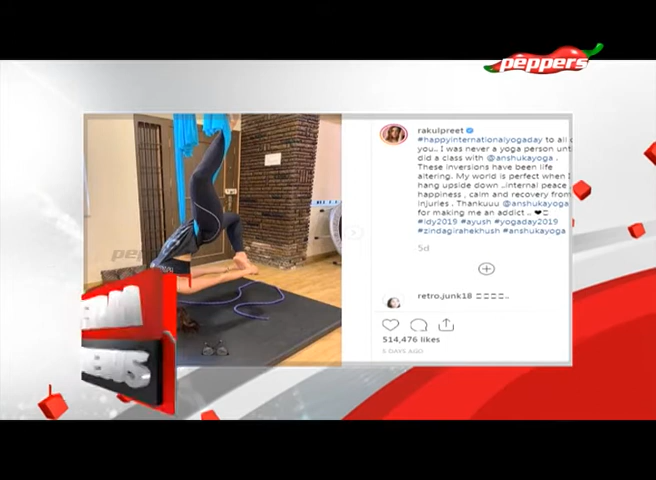 peppers
rakulpreet
#happyinternationalyogaday to all
you.. I was never a yoga person
did a class with @anshukayoga .
These inversions have been life
altering. My world is perfect when I
hang upside down ..internal peace
happiness , calm and recovery from
injuries . Thankuuu @anshukayoga
for making me an addict ..
#idy2019 #ayush #yogaday2019
#zindagirahekhush #anshukayoga
5d
retro.junk18
514,476 likes
5 DAYS AGO